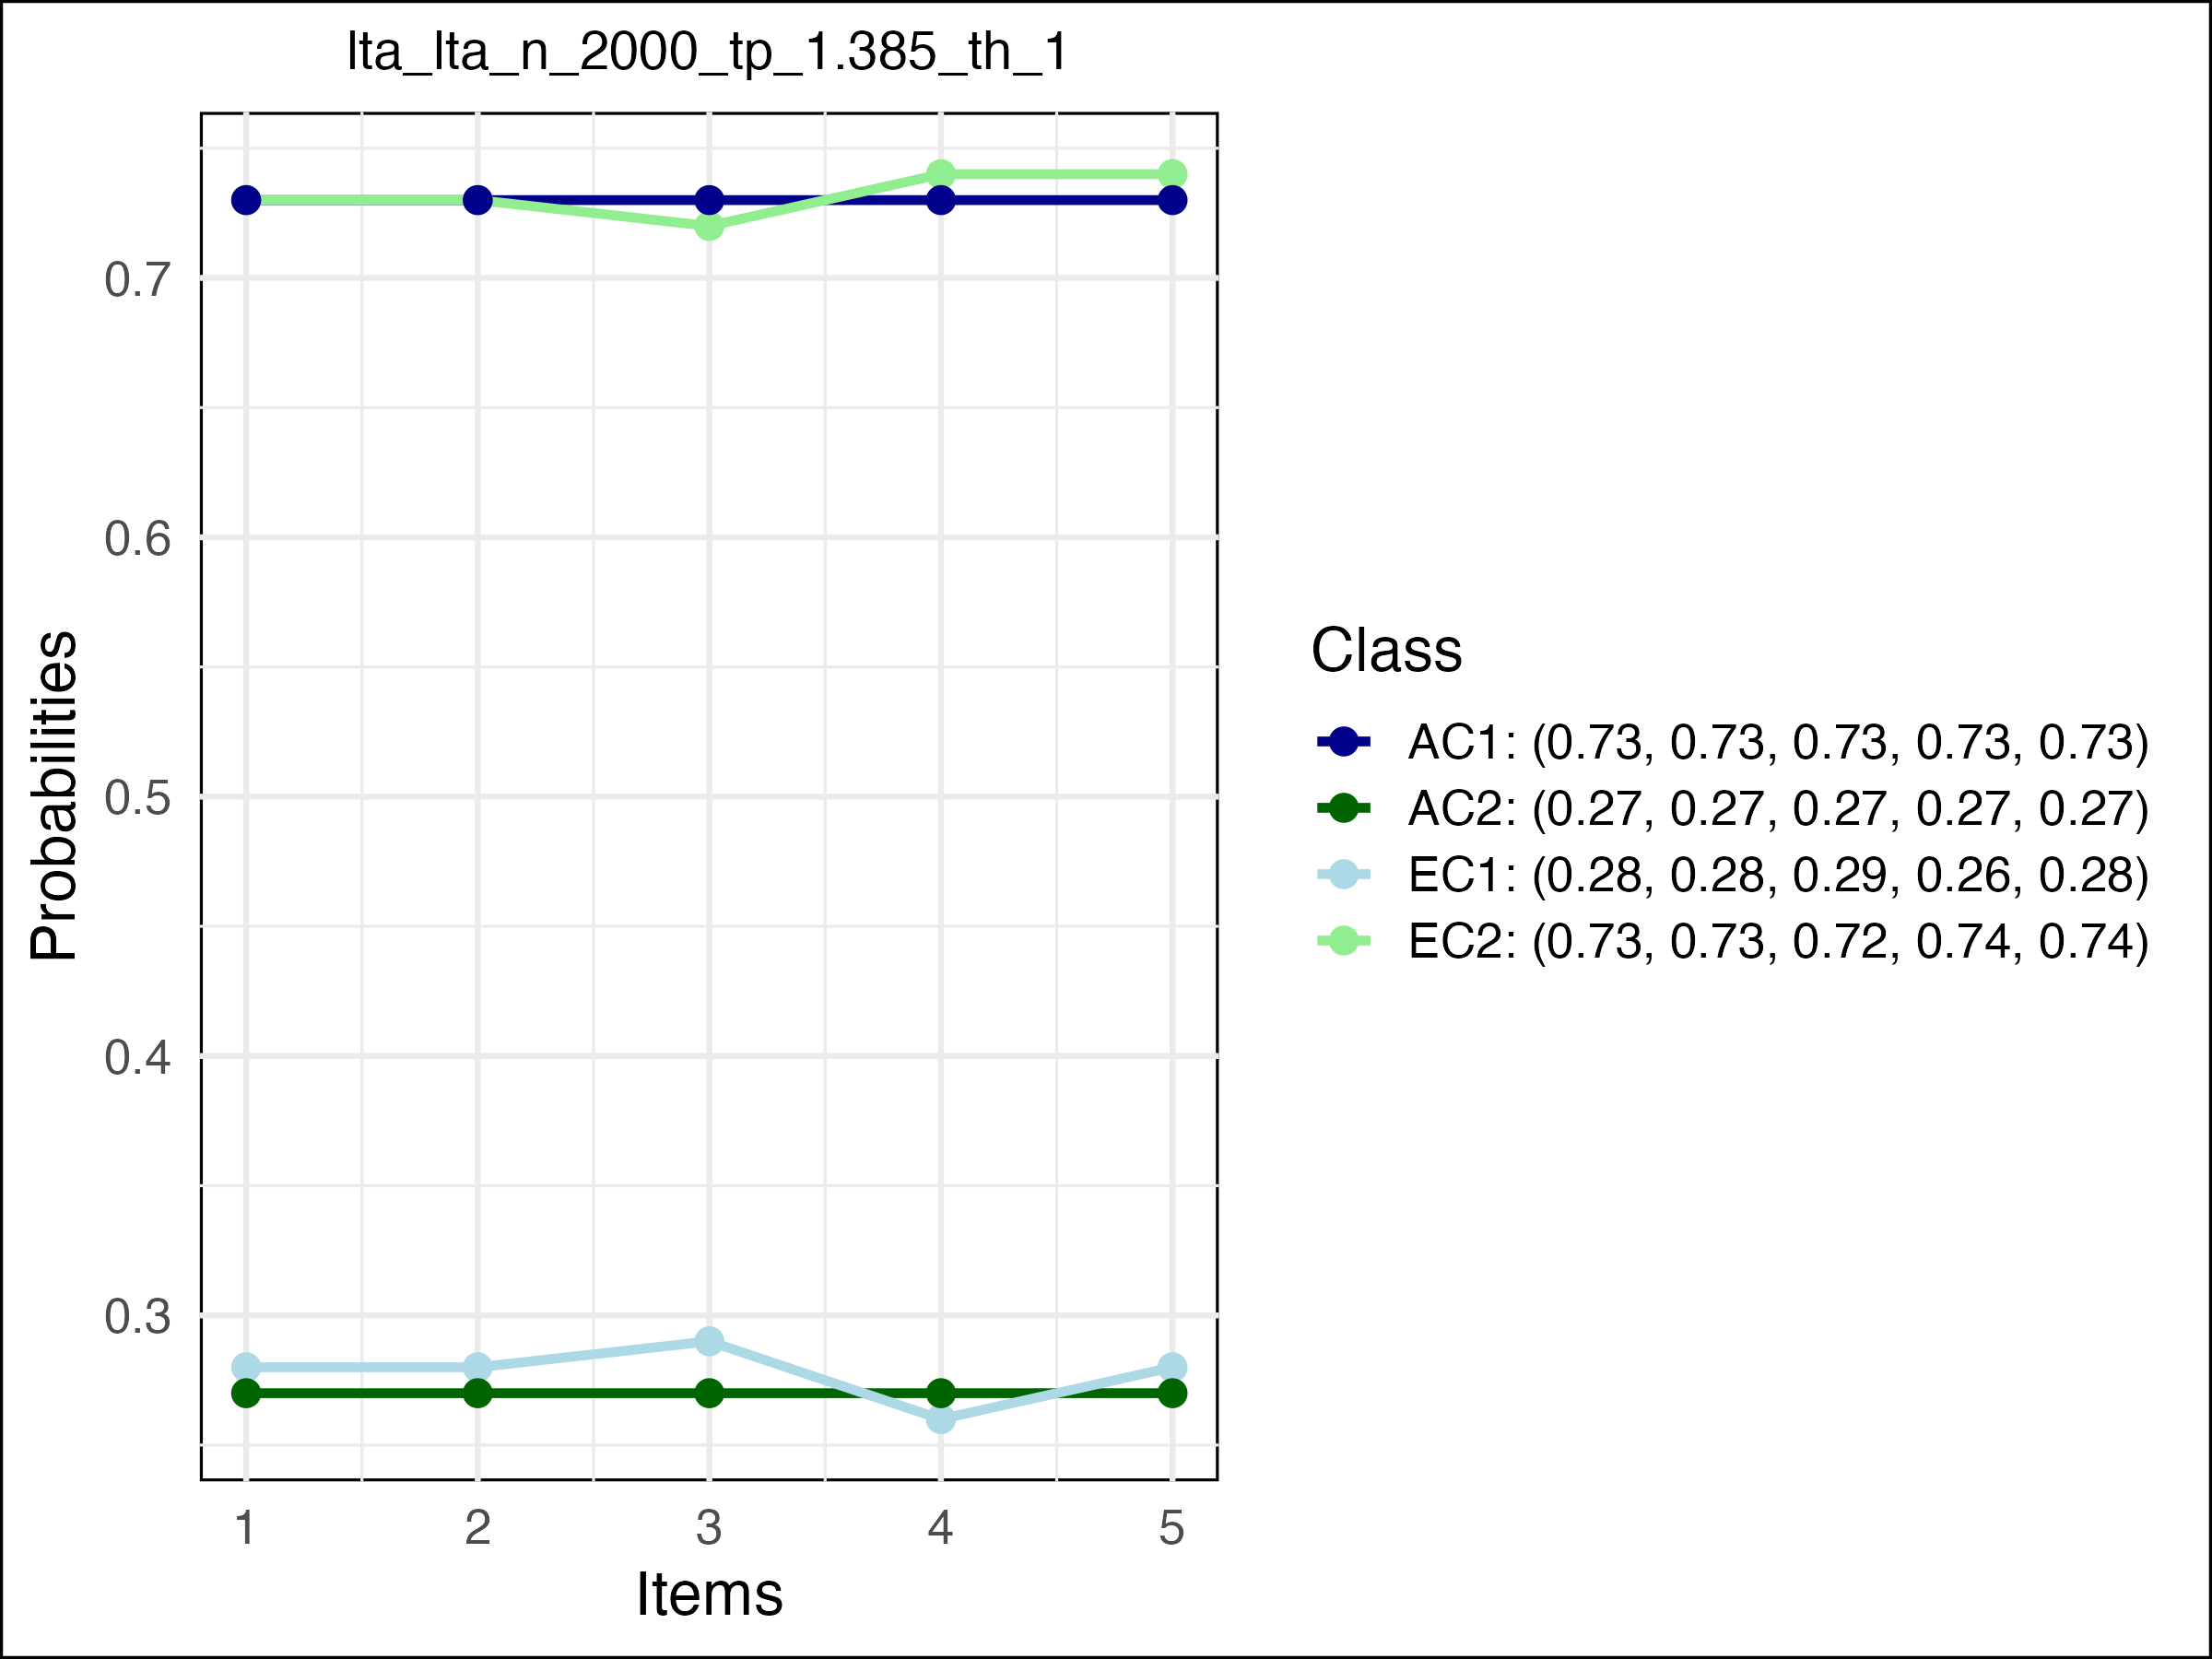 lta_lta_n_2000_tp_1.385_th_1
Probabilities
0.7
0.6
0.5
0.4
0.3
1 2 3 4 5
Items
Class
AC1: (0.73, 0.73, 0.73, 0.73, 0.73)
AC2: (0.27, 0.27, 0.27, 0.27, 0.27)
EC1: (0.28, 0.28, 0.29, 0.26, 0.28)
EC2: (0.73, 0.73, 0.72, 0.74, 0.74)